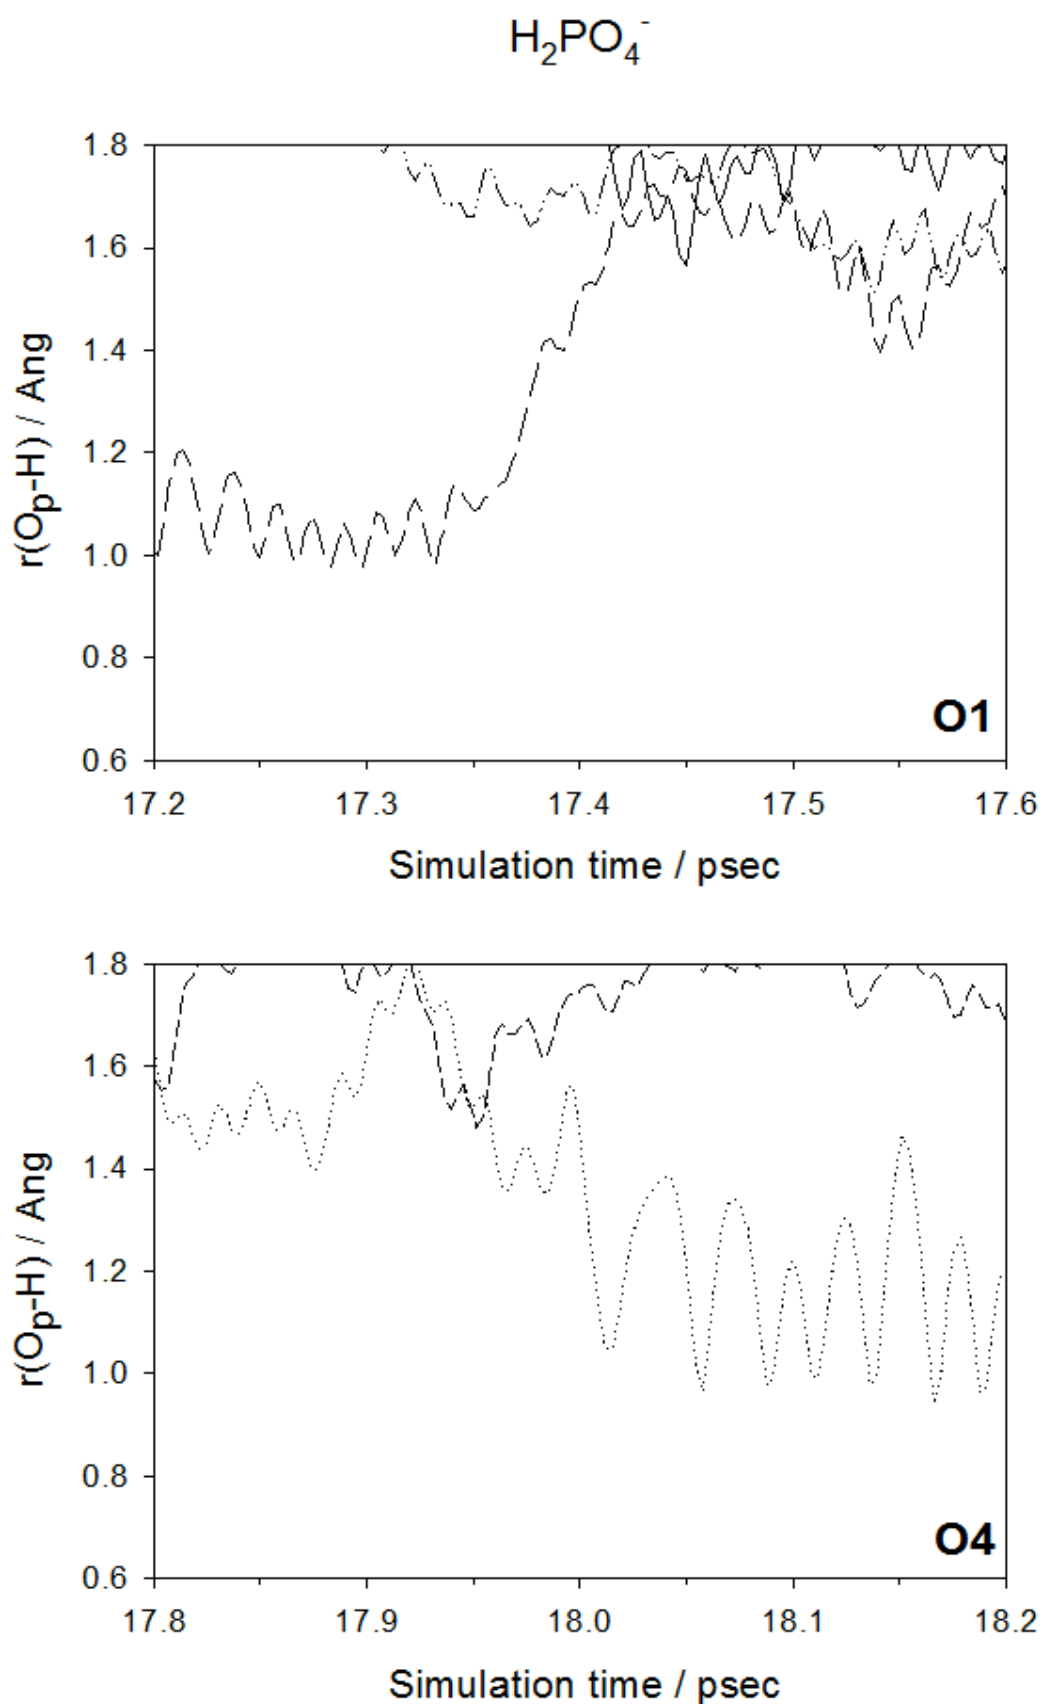 H₂PO₄⁻
1.8
1.6
1.4
1.2
1.0
0.8
0.6
r(Op-H) / Ang
O1
17.2 17.3 17.4 17.5 17.6
Simulation time / psec
1.8
1.6
1.4
1.2
1.0
0.8
0.6
r(Op-H) / Ang
O4
17.8 17.9 18.0 18.1 18.2
Simulation time / psec